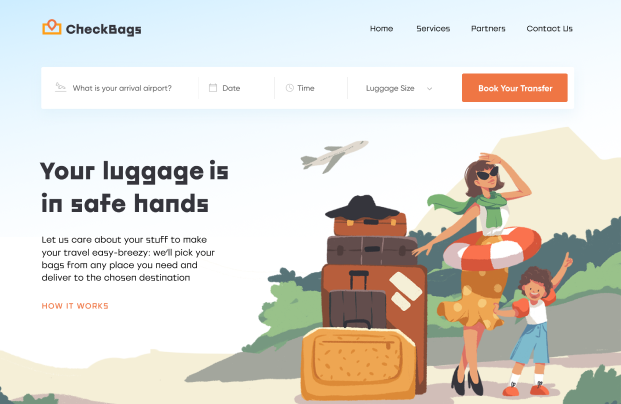 CheckBags
Home Services Partners Contact Us
What is your arrival airport? Date Time Luggage Size Book Your Transfer
Your luggage is
in safe hands
Let us care about your stuff to make
your travel easy-breezy: we'll pick your
bags from any place you need and
deliver to the chosen destination
HOW IT WORKS